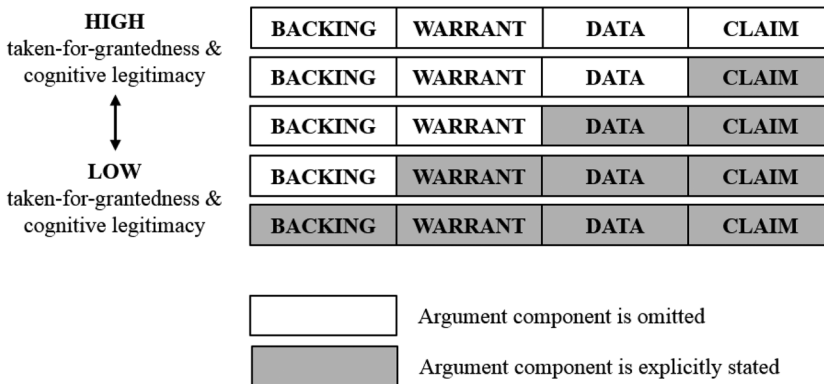 HIGH
taken-for-grantedness &
cognitive legitimacy
LOW
taken-for-grantedness &
cognitive legitimacy
BACKING WARRANT DATA CLAIM
BACKING WARRANT DATA CLAIM
BACKING WARRANT DATA CLAIM
BACKING WARRANT DATA CLAIM
BACKING WARRANT DATA CLAIM
Argument component is omitted
Argument component is explicitly stated